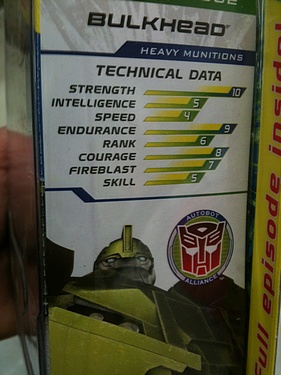 BULKHEAD
HEAVY MUNITIONS
TECHNICAL DATA
STRENGTH 10
INTELLIGENCE 5
SPEED 4
ENDURANCE 9
RANK 6
COURAGE 8
FIREBLAST 7
SKILL 5
AUTOBOT
ALLIANCE
Full episode inside!